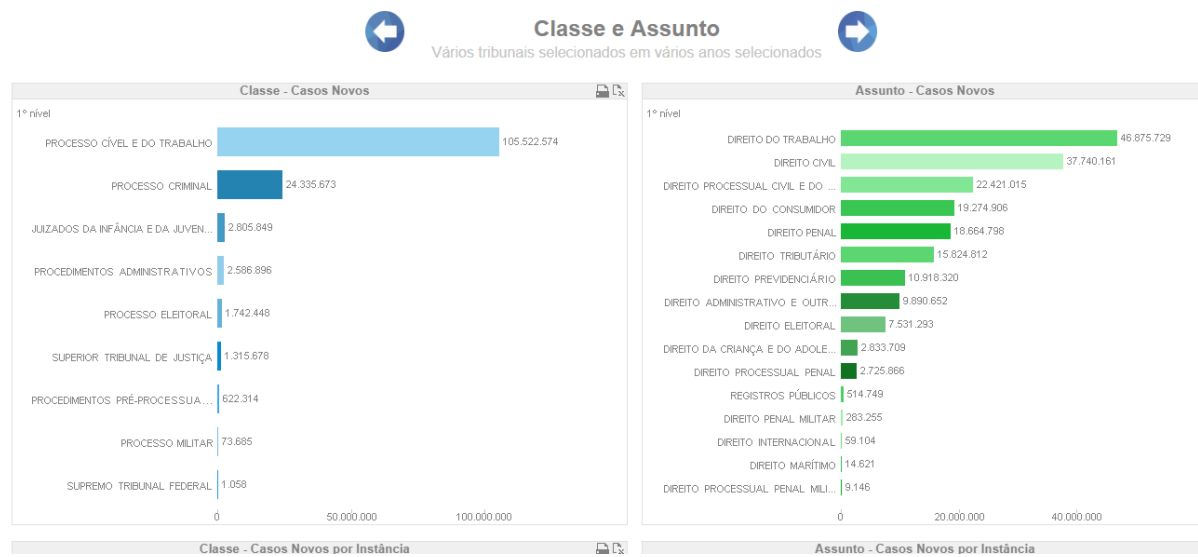 Classe e Assunto
Vários tribunais selecionados em vários anos selecionados
Classe - Casos Novos
1º nível
PROCESSO CÍVEL E DO TRABALHO 105.522.574
PROCESSO CRIMINAL 24.335.673
JUIZADOS DA INFÂNCIA E DA JUVEN... 2.805.849
PROCEDIMENTOS ADMINISTRATIVOS 2.586.896
PROCESSO ELEITORAL 1.742.448
SUPERIOR TRIBUNAL DE JUSTIÇA 1.315.678
PROCEDIMENTOS PRÉ-PROCESSUA... 622.314
PROCESSO MILITAR 73.685
SUPREMO TRIBUNAL FEDERAL 1.058
0 50.000.000 100.000.000
Assunto - Casos Novos
1º nível
DIREITO DO TRABALHO 46.875.729
DIREITO CIVIL 37.740.161
DIREITO PROCESSUAL CIVIL E DO ... 22.421.015
DIREITO DO CONSUMIDOR 19.274.906
DIREITO PENAL 18.664.798
DIREITO TRIBUTÁRIO 15.824.812
DIREITO PREVIDENCIÁRIO 10.918.320
DIREITO ADMINISTRATIVO E OUTR... 9.890.652
DIREITO ELEITORAL 7.531.293
DIREITO DA CRIANÇA E DO ADOLE... 2.833.709
DIREITO PROCESSUAL PENAL 2.725.866
REGISTROS PÚBLICOS 514.749
DIREITO PENAL MILITAR 283.255
DIREITO INTERNACIONAL 59.104
DIREITO MARÍTIMO 14.621
DIREITO PROCESSUAL PENAL MILI... 9.146
0 20.000.000 40.000.000
Classe - Casos Novos por Instância
Assunto - Casos Novos por Instância